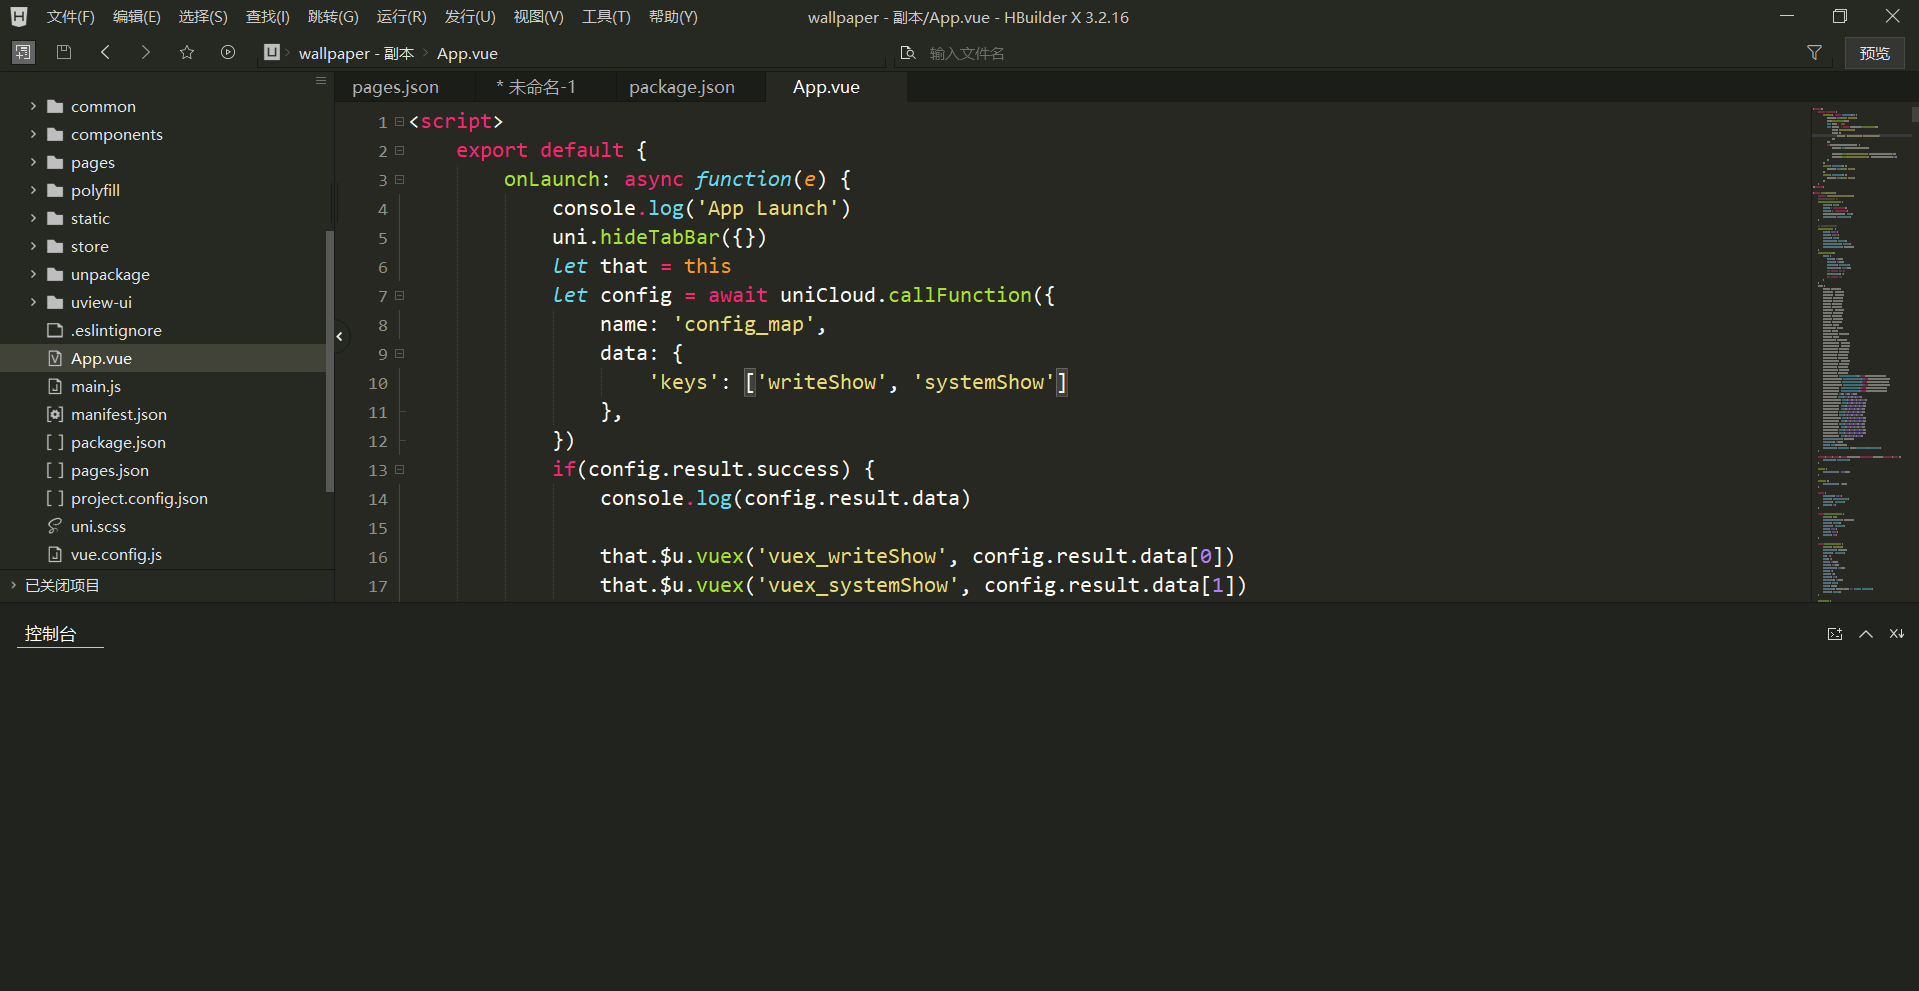 文件(F) 编辑(E) 选择(S) 查找(I) 跳转(G) 运行(R) 发行(U) 视图(V) 工具(T) 帮助(Y) wallpaper - 副本/App.vue - HBuilder X 3.2.16
wallpaper - 副本 App.vue 输入文件名 预览
pages.json * 未命名-1 package.json App.vue
common
components
pages
polyfill
static
store
unpackage
uview-ui
.eslintignore
App.vue
main.js
manifest.json
package.json
pages.json
project.config.json
uni.scss
vue.config.js
已关闭项目
1 <script>
2 export default {
3 onLaunch: async function(e) {
4 console.log('App Launch')
5 uni.hideTabBar({})
6 let that = this
7 let config = await uniCloud.callFunction({
8 name: 'config_map',
9 data: {
10 'keys': ['writeShow', 'systemShow']
11 },
12 })
13 if(config.result.success) {
14 console.log(config.result.data)
15
16 that.$u.vuex('vuex_writeShow', config.result.data[0])
17 that.$u.vuex('vuex_systemShow', config.result.data[1])
控制台